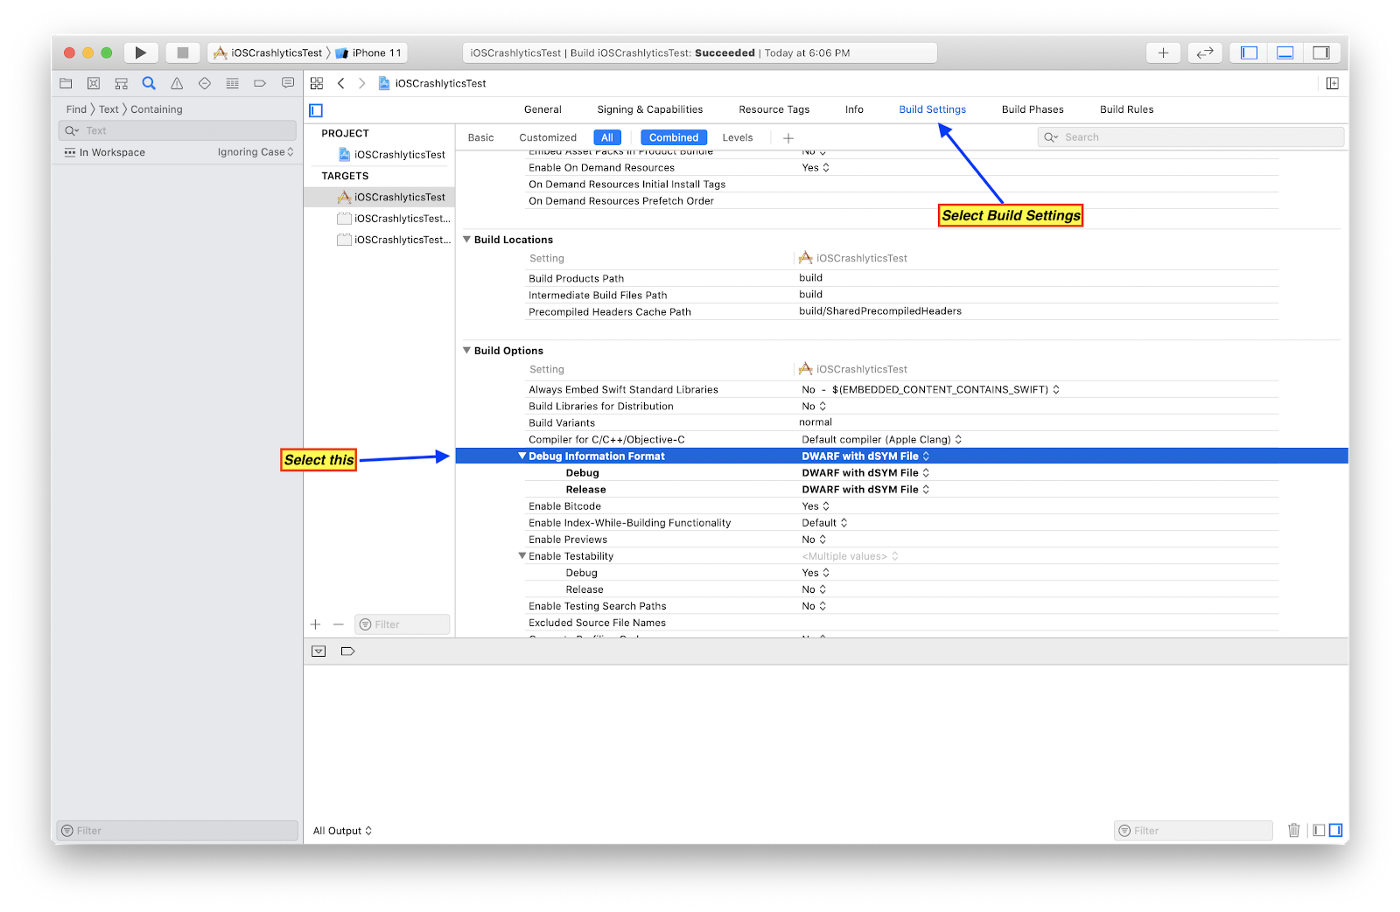 iOSCrashlyticsTest 〉 iPhone 11
iOSCrashlyticsTest | Build iOSCrashlyticsTest: Succeeded | Today at 6:06 PM
iOSCrashlyticsTest
Find 〉 Text 〉 Containing
Text
In Workspace
Ignoring Case
General
Signing & Capabilities
Resource Tags
Info
Build Settings
Build Phases
Build Rules
PROJECT
iOSCrashlyticsTest
TARGETS
iOSCrashlyticsTest
iOSCrashlyticsTest...
iOSCrashlyticsTest...
Basic
Customized
All
Combined
Levels
Search
Embed Asset Packs In Product Bundle No
Enable On Demand Resources Yes
On Demand Resources Initial Install Tags
On Demand Resources Prefetch Order
Select Build Settings
Build Locations
Setting iOSCrashlyticsTest
Build Products Path build
Intermediate Build Files Path build
Precompiled Headers Cache Path build/SharedPrecompiledHeaders
Build Options
Setting iOSCrashlyticsTest
Always Embed Swift Standard Libraries No - $(EMBEDDED_CONTENT_CONTAINS_SWIFT)
Build Libraries for Distribution No
Build Variants normal
Compiler for C/C++/Objective-C Default compiler (Apple Clang)
Select this
Debug Information Format DWARF with dSYM File
Debug DWARF with dSYM File
Release DWARF with dSYM File
Enable Bitcode Yes
Enable Index-While-Building Functionality Default
Enable Previews No
Enable Testability <Multiple values>
Debug Yes
Release No
Enable Testing Search Paths No
Excluded Source File Names
Filter
Filter
All Output
Filter